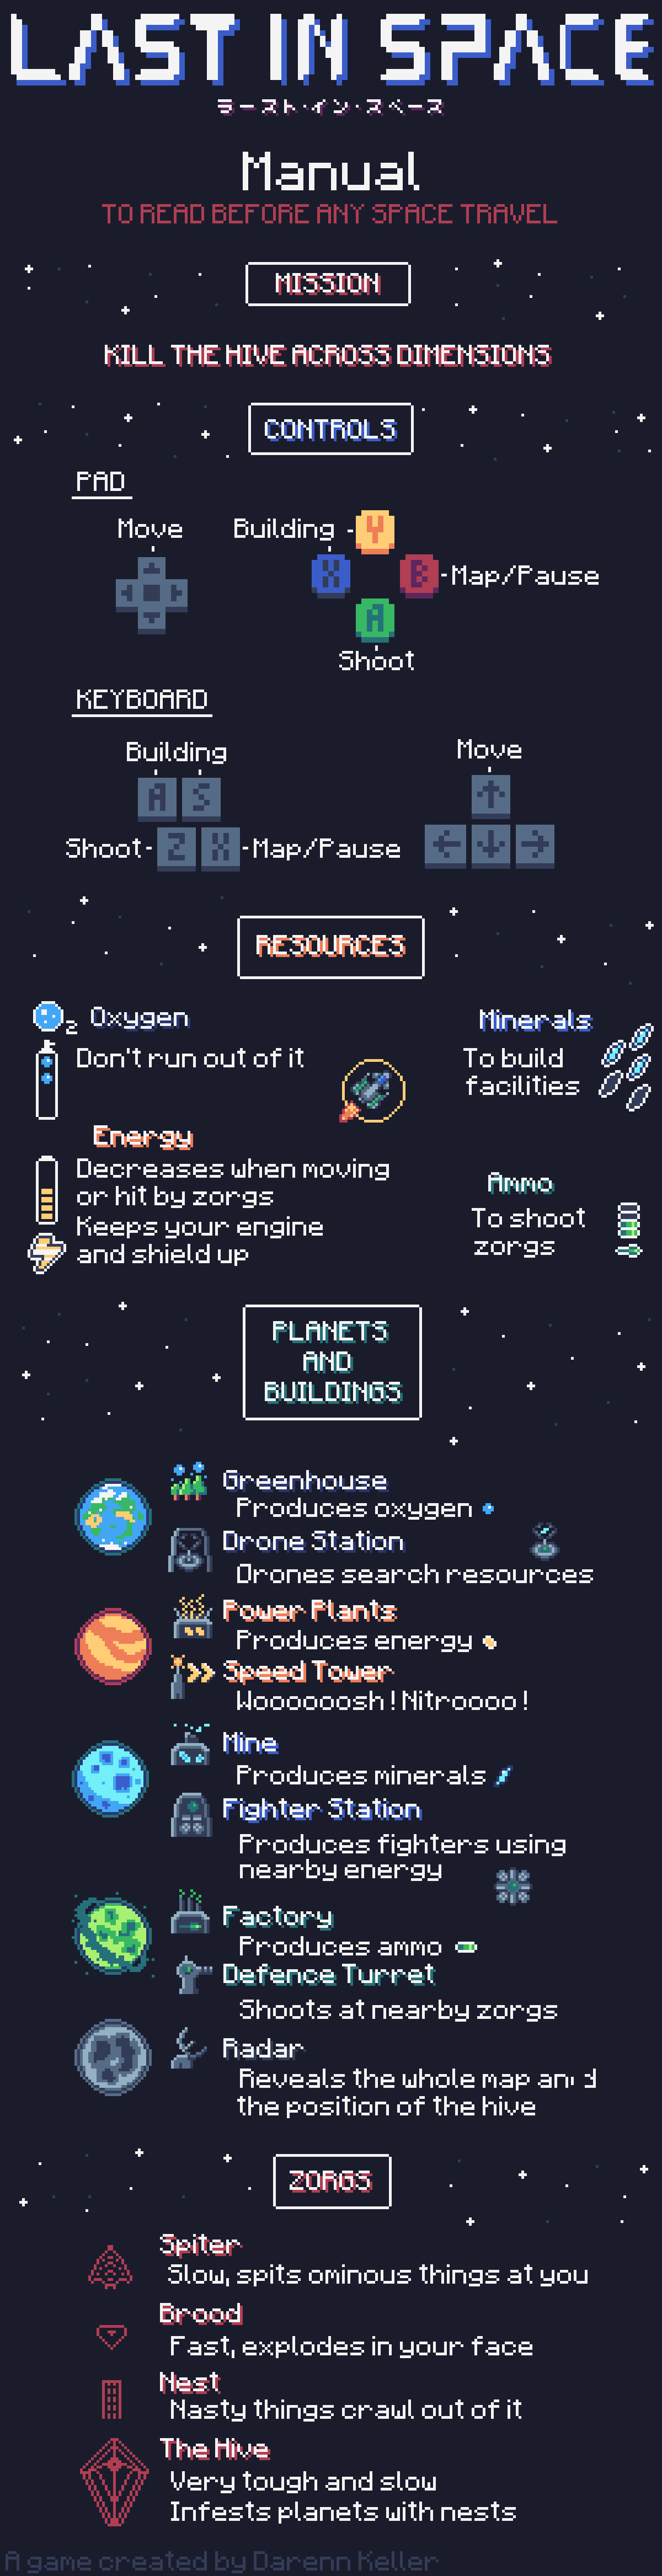 LAST IN SPACE
ラースト・イン・スペース
Manual
TO READ BEFORE ANY SPACE TRAVEL
MISSION
KILL THE HIVE ACROSS DIMENSIONS
CONTROLS
PAD
Move
Building - Y
X
B -Map/Pause
A
Shoot
KEYBOARD
Building
Move
A S
Shoot- Z X -Map/Pause
RESOURCES
2 Oxygen
Don't run out of it
Minerals
To build
facilities
Energy
Decreases when moving
or hit by zorgs
Keeps your engine
and shield up
Ammo
To shoot
zorgs
PLANETS
AND
BUILDINGS
Greenhouse
Produces oxygen
Drone Station
Drones search resources
Power Plants
Produces energy
Speed Tower
Woooooosh ! Nitroooo !
Mine
Produces minerals
Fighter Station
Produces fighters using
nearby energy
Factory
Produces ammo
Defence Turret
Shoots at nearby zorgs
Radar
Reveals the whole map and
the position of the hive
ZORGS
Spiter
Slow, spits ominous things at you
Brood
Fast, explodes in your face
Nest
Nasty things crawl out of it
The Hive
Very tough and slow
Infests planets with nests
A game created by Darenn Keller